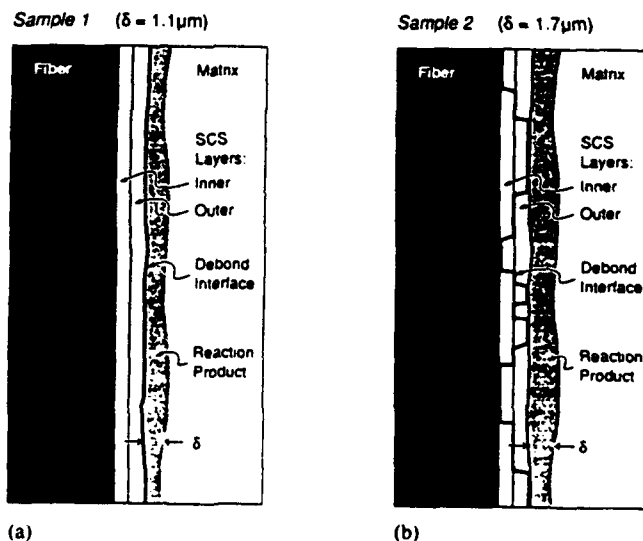 Sample 1 (δ = 1.1μm)
Fiber
Matrix
SCS
Layers:
Inner
Outer
Debond
Interface
Reaction
Product
δ
(a)
Sample 2 (δ = 1.7μm)
Fiber
Matrix
SCS
Layers:
Inner
Outer
Debond
Interface
Reaction
Product
δ
(b)